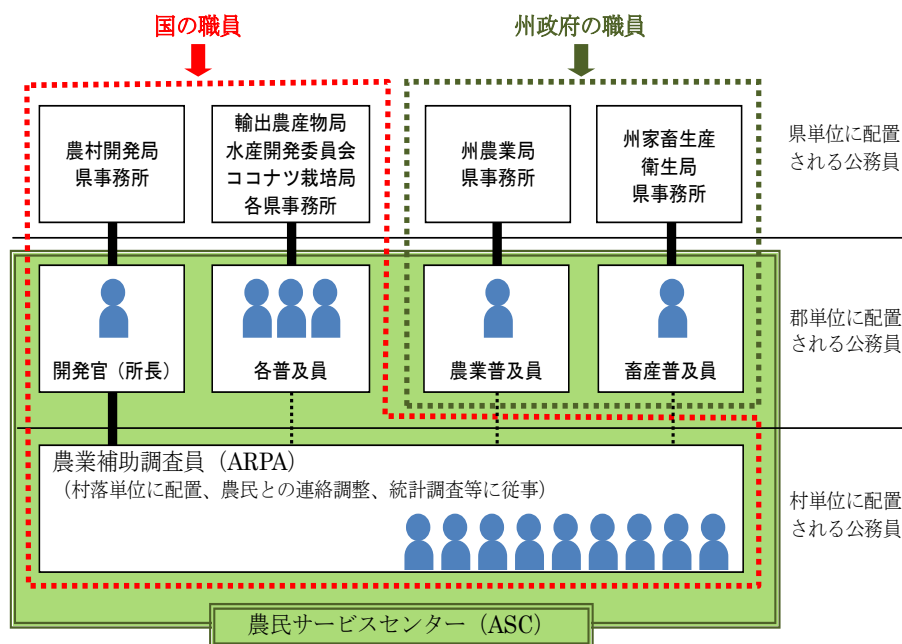 国の職員
州政府の職員
農村開発局
県事務所
輸出農産物局
水産開発委員会
ココナツ栽培局
各県事務所
州農業局
県事務所
州家畜生産
衛生局
県事務所
県単位に配置
される公務員
開発官（所長）
各普及員
農業普及員
畜産普及員
郡単位に配置
される公務員
農業補助調査員（ARPA）
（村落単位に配置、農民との連絡調整、統計調査等に従事）
村単位に配置
される公務員
農民サービスセンター（ASC）